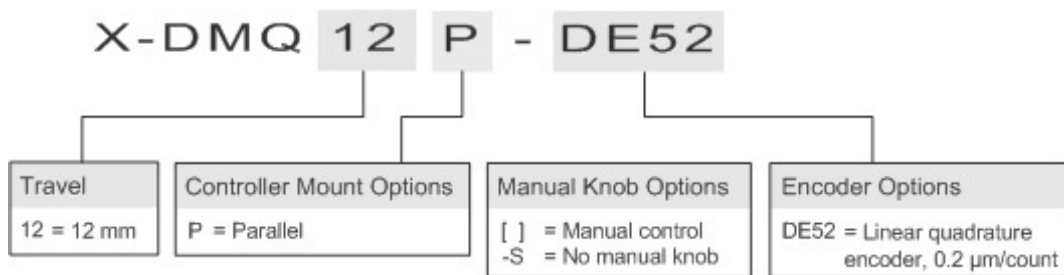 X-DMQ 12 P - DE52
Travel
12 = 12 mm
Controller Mount Options
P = Parallel
Manual Knob Options
[ ] = Manual control
-S = No manual knob
Encoder Options
DE52 = Linear quadrature
encoder, 0.2 µm/count